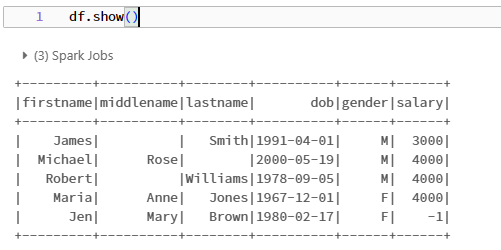 1 df.show()
(3) Spark Jobs
+---------+----------+--------+----------+------+------+
|firstname|middlename|lastname|       dob|gender|salary|
+---------+----------+--------+----------+------+------+
|    James|          |   Smith|1991-04-01|     M|  3000|
|  Michael|      Rose|        |2000-05-19|     M|  4000|
|   Robert|          |Williams|1978-09-05|     M|  4000|
|    Maria|      Anne|   Jones|1967-12-01|     F|  4000|
|      Jen|      Mary|   Brown|1980-02-17|     F|    -1|
+---------+----------+--------+----------+------+------+